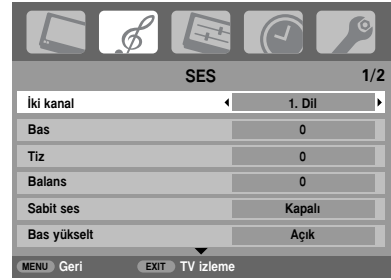 SES 1/2
İki kanal 1. Dil
Bas 0
Tiz 0
Balans 0
Sabit ses Kapalı
Bas yükselt Açık
MENU Geri EXIT TV izleme